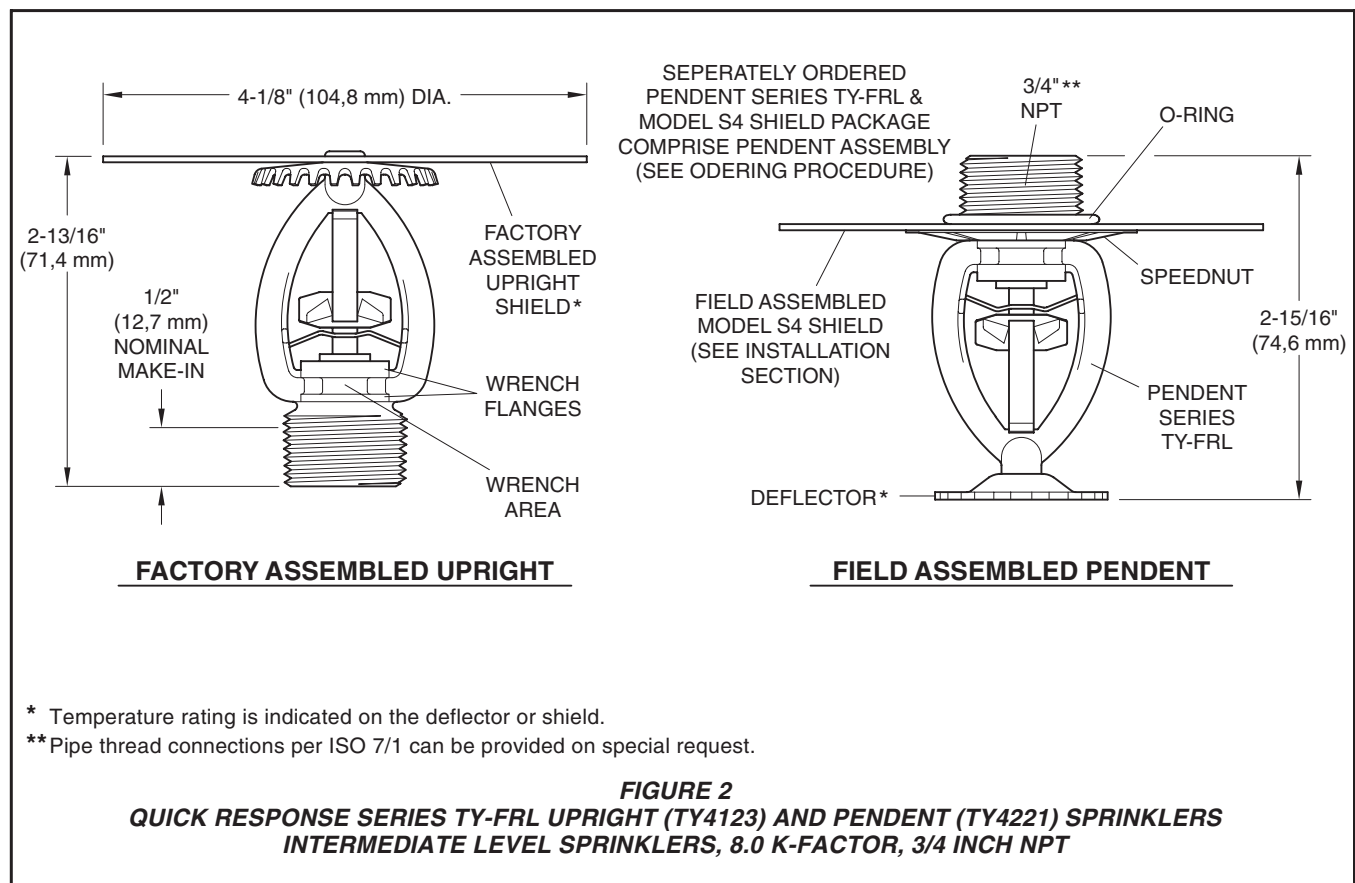 4-1/8" (104,8 mm) DIA.
2-13/16"
(71,4 mm)
1/2"
(12,7 mm)
NOMINAL
MAKE-IN
FACTORY
ASSEMBLED
UPRIGHT
SHIELD*
WRENCH
FLANGES
WRENCH
AREA
FACTORY ASSEMBLED UPRIGHT
SEPERATELY ORDERED
PENDENT SERIES TY-FRL &
MODEL S4 SHIELD PACKAGE
COMPRISE PENDENT ASSEMBLY
(SEE ODERING PROCEDURE)
3/4"**
NPT
O-RING
SPEEDNUT
FIELD ASSEMBLED
MODEL S4 SHIELD
(SEE INSTALLATION
SECTION)
2-15/16"
(74,6 mm)
PENDENT
SERIES
TY-FRL
DEFLECTOR*
FIELD ASSEMBLED PENDENT
* Temperature rating is indicated on the deflector or shield.
** Pipe thread connections per ISO 7/1 can be provided on special request.
FIGURE 2
QUICK RESPONSE SERIES TY-FRL UPRIGHT (TY4123) AND PENDENT (TY4221) SPRINKLERS
INTERMEDIATE LEVEL SPRINKLERS, 8.0 K-FACTOR, 3/4 INCH NPT